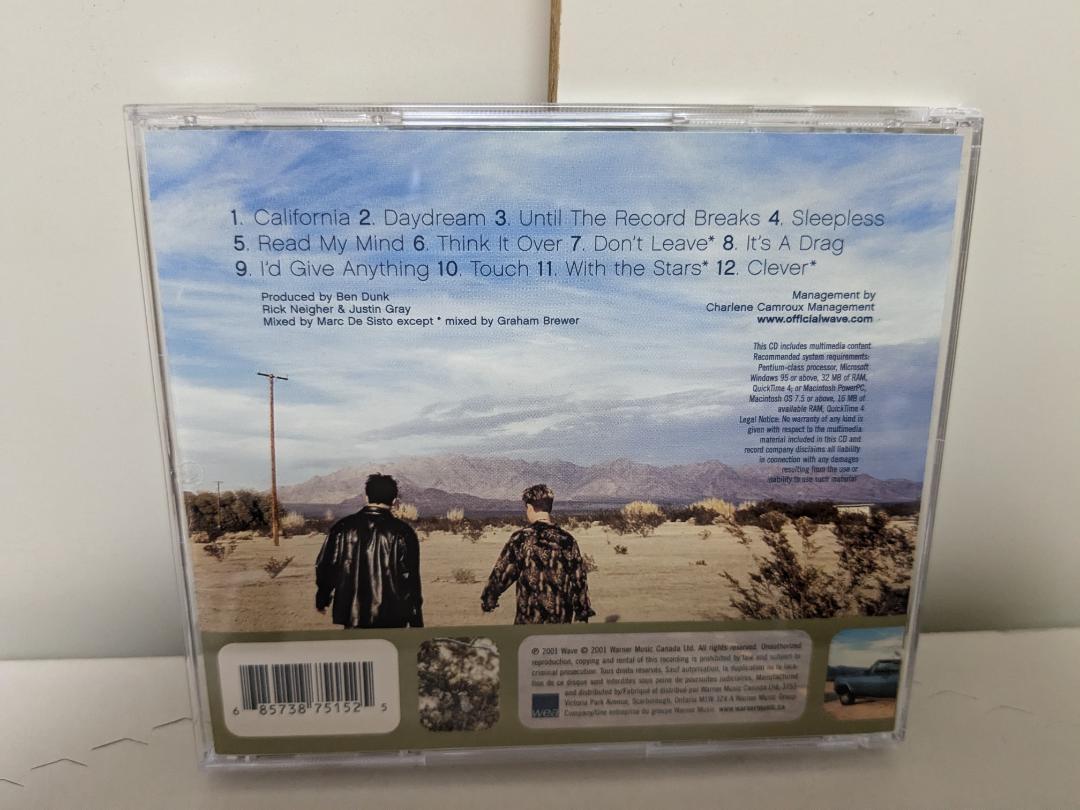 1. California 2. Daydream 3. Until The Record Breaks 4. Sleepless
5. Read My Mind 6. Think It Over 7. Don't Leave* 8. It's A Drag
9. I'd Give Anything 10. Touch 11. With the Stars* 12. Clever*
Produced by Ben Dunk
Rick Neigher & Justin Gray
Mixed by Marc De Sisto except * mixed by Graham Brewer
Management by
Charlene Camroux Management
www.officialwave.com
This CD includes multimedia content
Recommended system requirements:
Pentium-class processor, Microsoft
Windows 95 or above, 32 MB of RAM,
QuickTime 4; or Macintosh PowerPC,
Macintosh OS 7.5 or above, 16 MB of
available RAM, QuickTime 4
Legal Notice: No warranty of any kind is
given with respect to the multimedia
material included in this CD and
record company disclaims all liability
in connection with any damages
resulting from the use or
inability to use such material
6 85738 75152 5
℗ 2001 Wave © 2001 Warner Music Canada Ltd. All rights reserved. Unauthorized
reproduction, copying and rental of this recording is prohibited by law and subject to
criminal prosecution. Tous droits reservés. Sauf autorisation, la duplication ou la loca-
tion de ce disque sont interdites sous peine de poursuites judiciaires. Manufactured
and distributed by/Fabriqué et distribué par Warner Music Canada Ltd, 3751
Victoria Park Avenue, Scarborough, Ontario M1W 3Z4 A Warner Music Group
Company/Une entreprise du groupe Warner Music. www.warnermusic.ca
wea